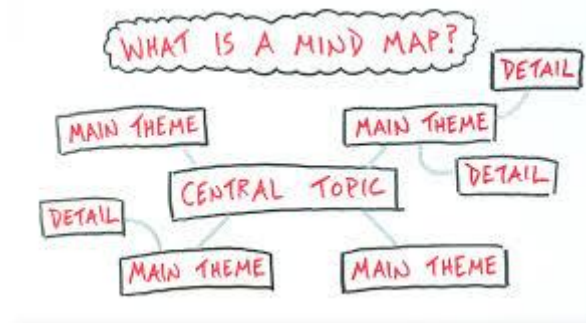 WHAT IS A MIND MAP?
DETAIL
MAIN THEME
MAIN THEME
DETAIL
CENTRAL TOPIC
DETAIL
MAIN THEME
MAIN THEME